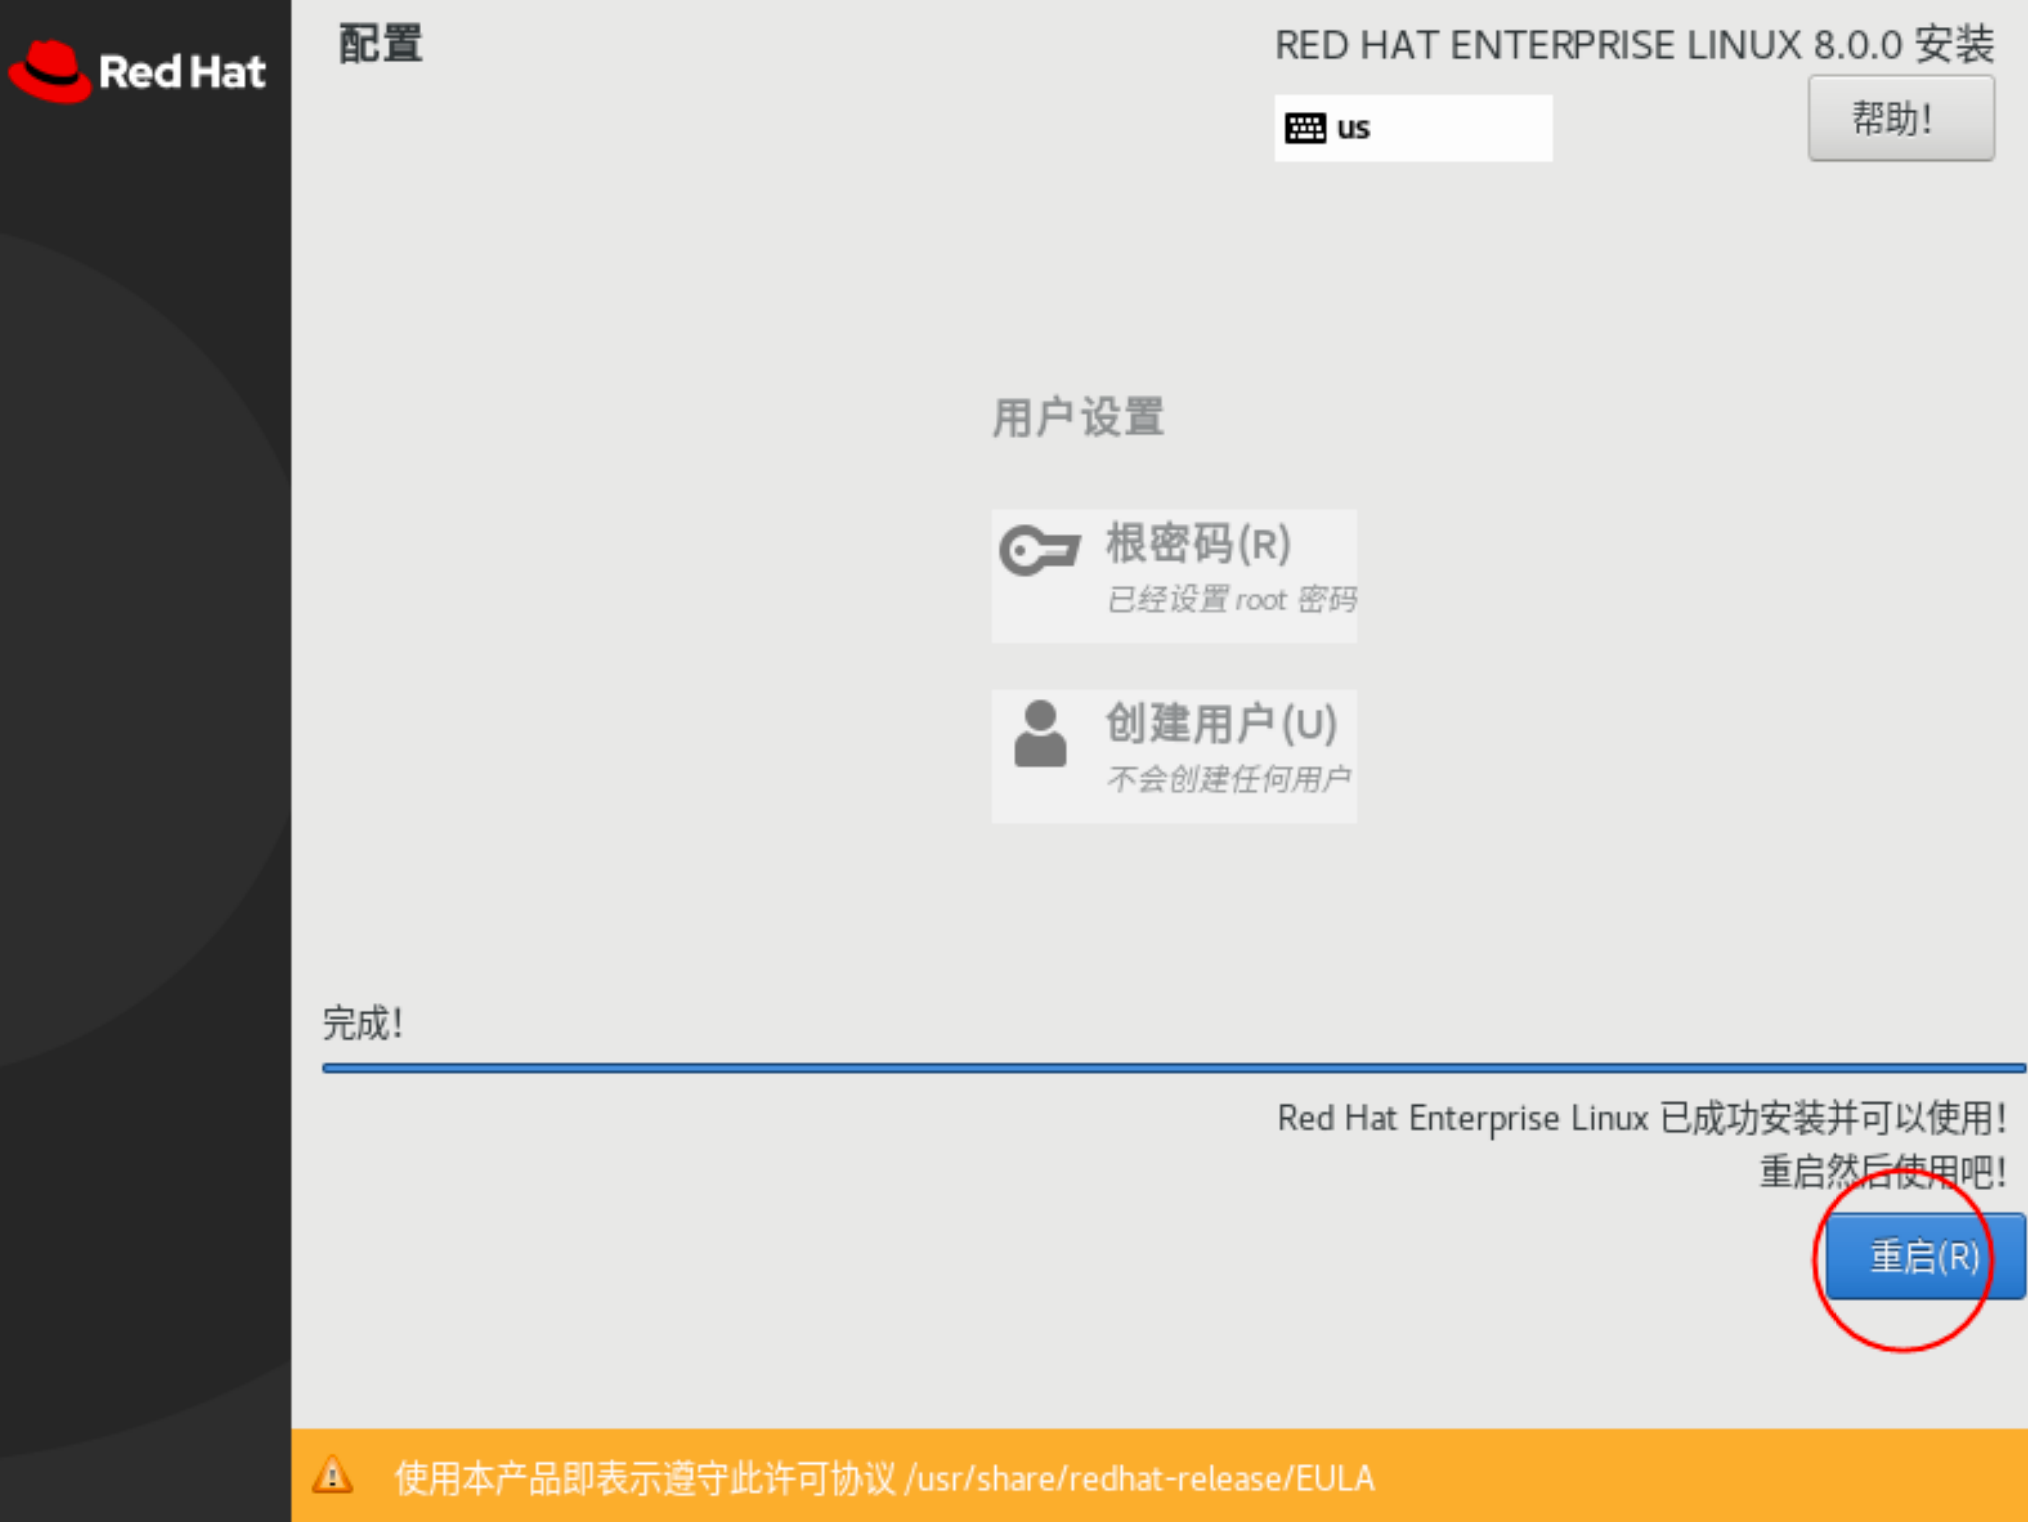 Red Hat
配置
RED HAT ENTERPRISE LINUX 8.0.0 安装
us
帮助！
用户设置
根密码(R)
已经设置 root 密码
创建用户(U)
不会创建任何用户
完成！
Red Hat Enterprise Linux 已成功安装并可以使用！
重启然后使用吧！
重启(R)
使用本产品即表示遵守此许可协议 /usr/share/redhat-release/EULA